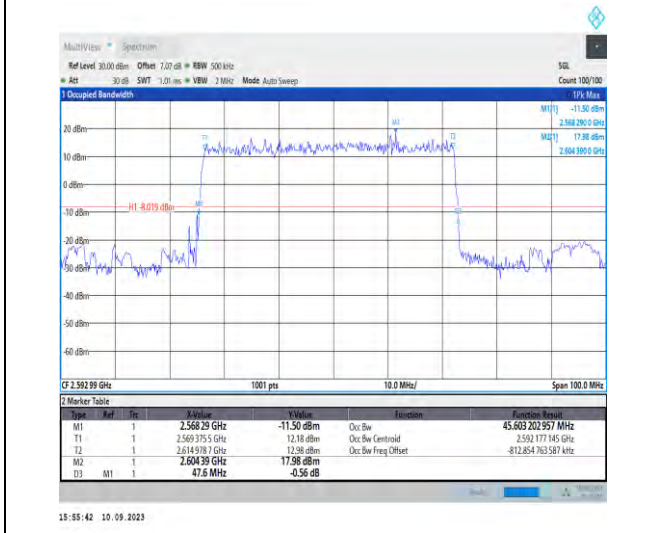 MultiView Spectrum
Ref Level 30.00 dBm Offset 7.07 dB RBW 500 kHz SGL
Att 30 dB SWT 1.01 ms VBW 2 MHz Mode Auto Sweep Count 100/100
1 Occupied Bandwidth 1Pk Max
M1[1] -11.50 dBm
2.568 290 0 GHz
M2[1] 17.98 dBm
2.604 390 0 GHz
20 dBm
M2
T1
T2
10 dBm
0 dBm
H1 -8.019 dBm
M1
-10 dBm
D3
-20 dBm
-30 dBm
-40 dBm
-50 dBm
-60 dBm
CF 2.592 99 GHz 1001 pts 10.0 MHz/ Span 100.0 MHz
2 Marker Table
Type Ref Trc X-Value Y-Value Function Function Result
M1 1 2.568 29 GHz -11.50 dBm Occ Bw 45.603 202 957 MHz
T1 1 2.569 375 5 GHz 12.18 dBm Occ Bw Centroid 2.592 177 145 GHz
T2 1 2.614 978 7 GHz 12.98 dBm Occ Bw Freq Offset -812.854 763 587 kHz
M2 1 2.604 39 GHz 17.98 dBm
D3 M1 1 47.6 MHz -0.56 dB
15:55:42 10.09.2023